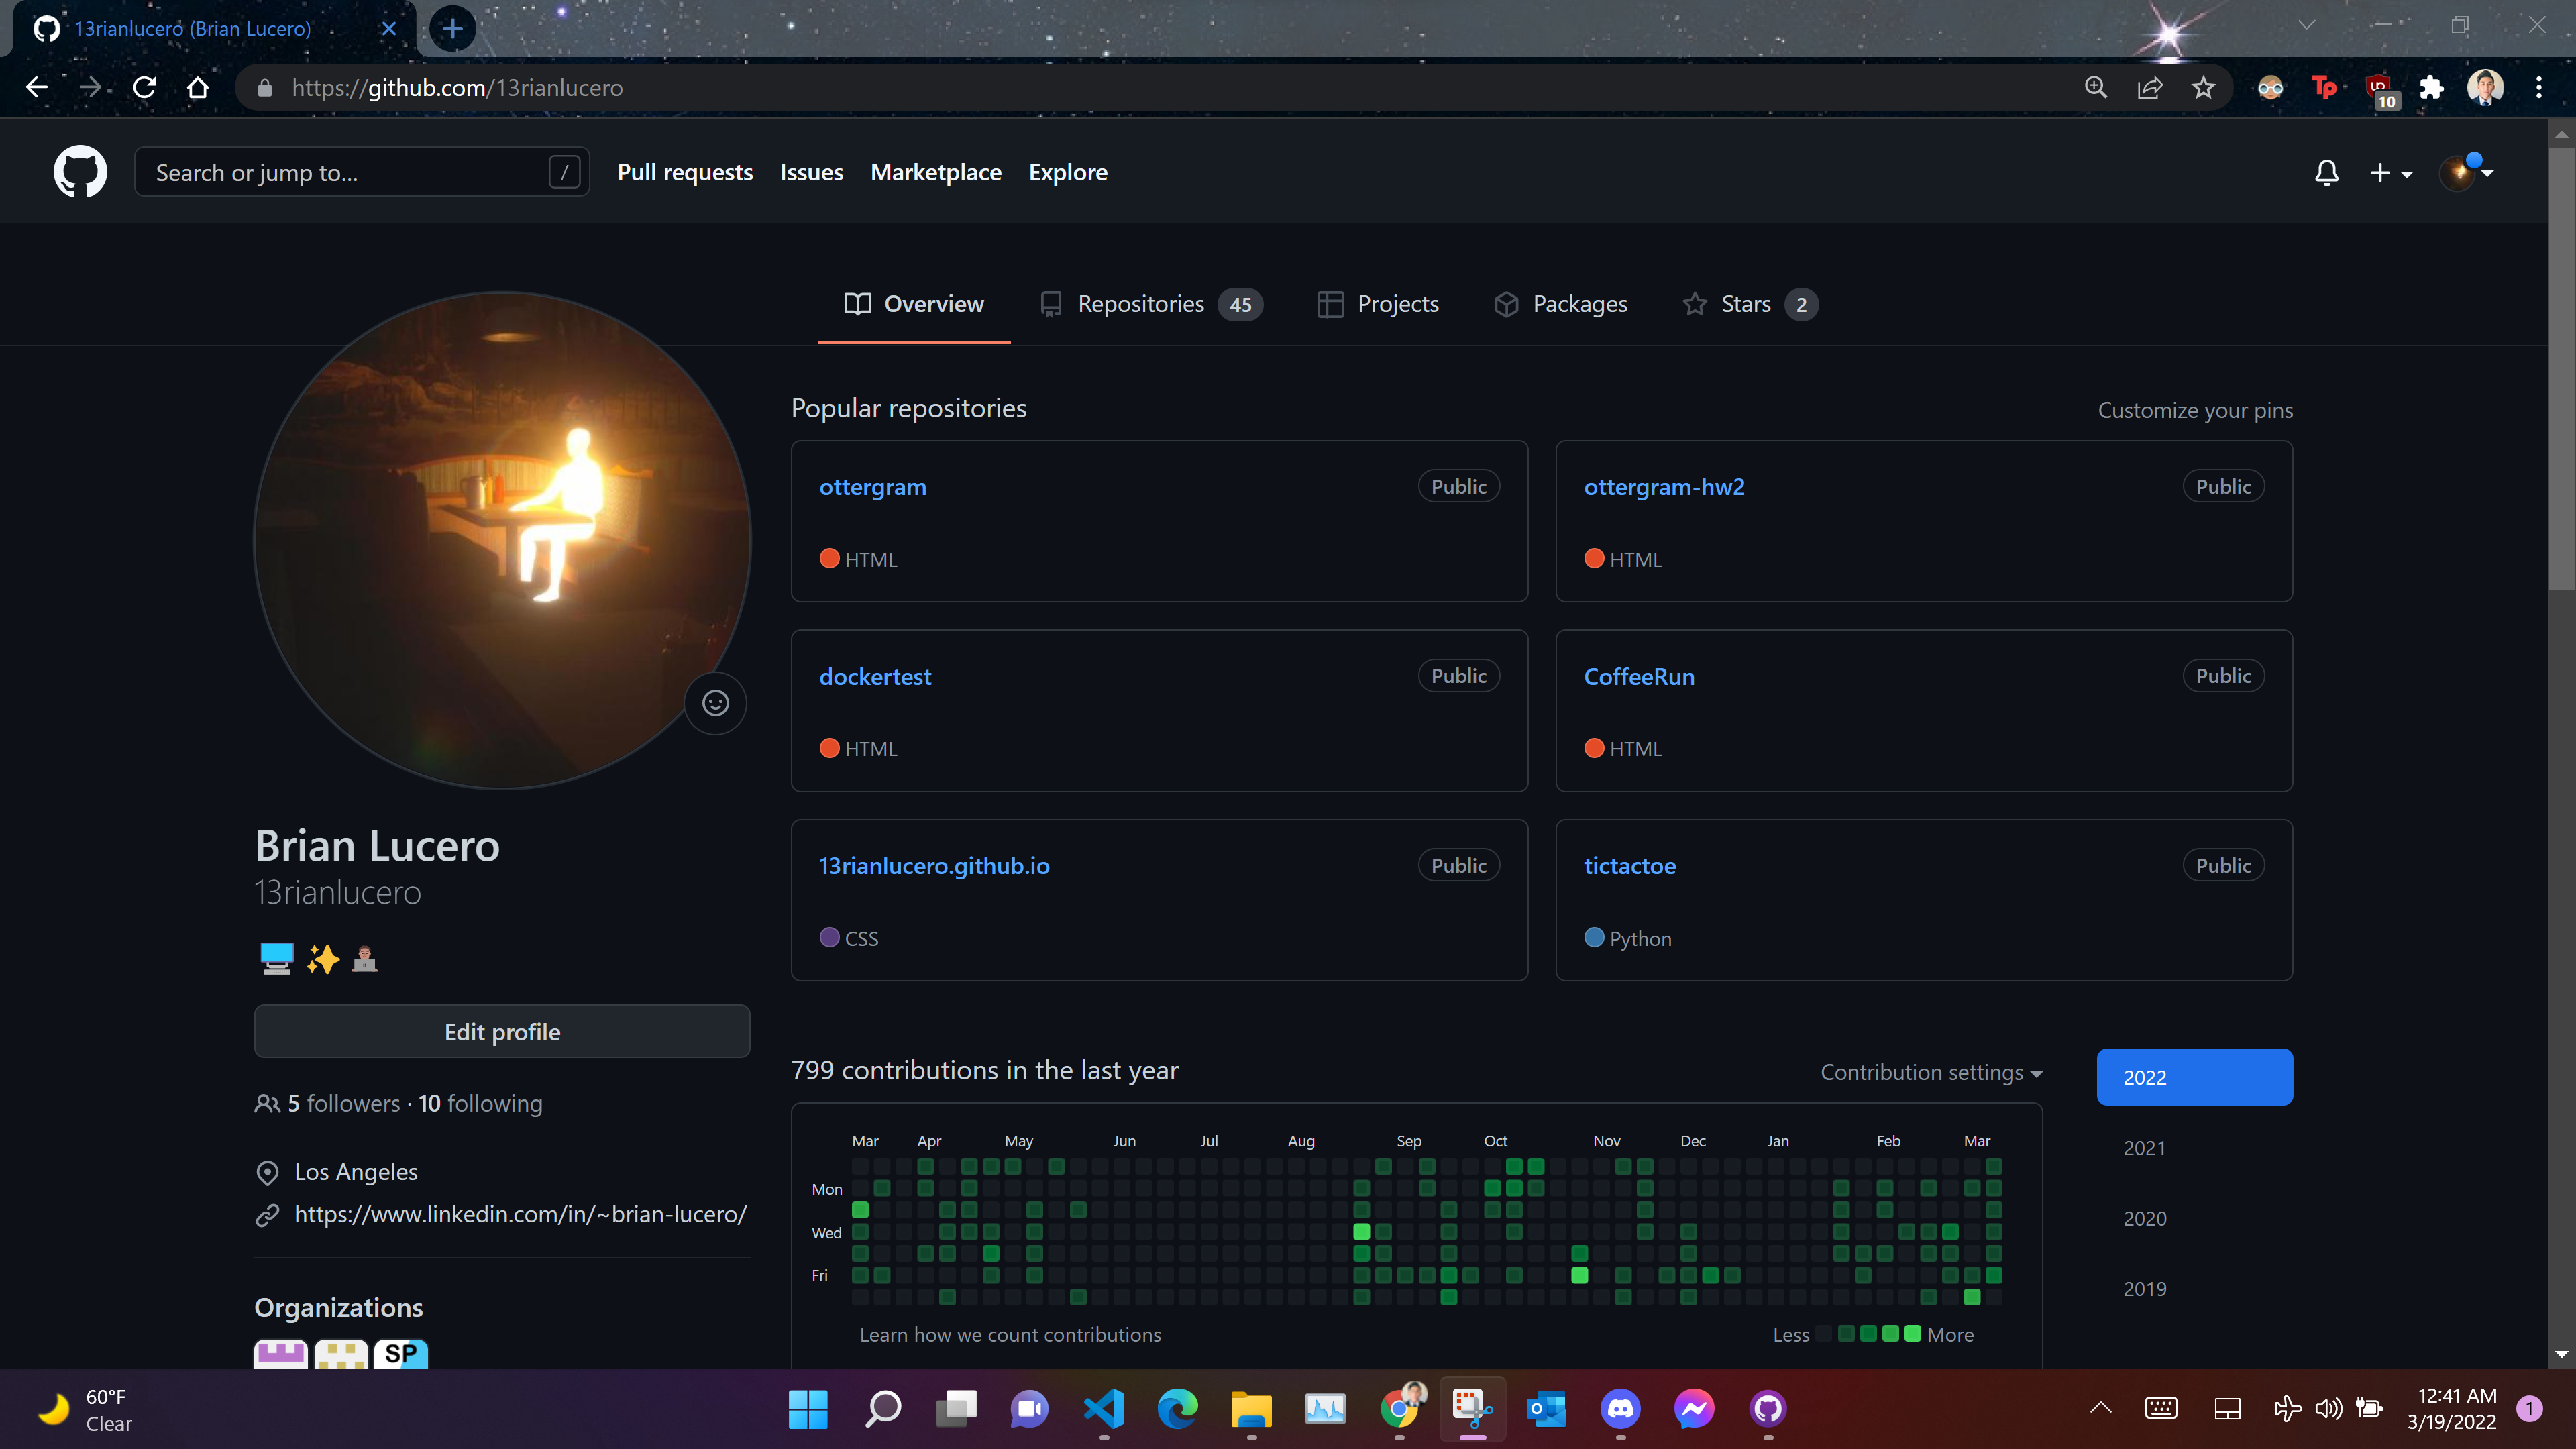 13rianlucero (Brian Lucero)
https://github.com/13rianlucero
Tp
10
Search or jump to... /
Pull requests Issues Marketplace Explore
Overview Repositories 45 Projects Packages Stars 2
Popular repositories Customize your pins
ottergram Public
HTML
ottergram-hw2 Public
HTML
dockertest Public
HTML
CoffeeRun Public
HTML
13rianlucero.github.io Public
CSS
tictactoe Public
Python
Brian Lucero
13rianlucero
Edit profile
5 followers · 10 following
Los Angeles
https://www.linkedin.com/in/~brian-lucero/
Organizations
SP
799 contributions in the last year Contribution settings
Mar Apr May Jun Jul Aug Sep Oct Nov Dec Jan Feb Mar
Mon
Wed
Fri
Learn how we count contributions Less More
2022
2021
2020
2019
60°F
Clear
12:41 AM
3/19/2022
1